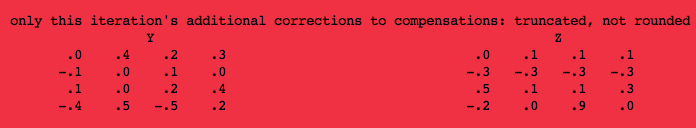 only this iteration's additional corrections to compensations: truncated, not rounded
Y Z
.0 .4 .2 .3 .0 .1 .1 .1
-.1 .0 .1 .0 -.3 -.3 -.3 -.3
.1 .0 .2 .4 .5 .1 .1 .3
-.4 .5 -.5 .2 -.2 .0 .9 .0